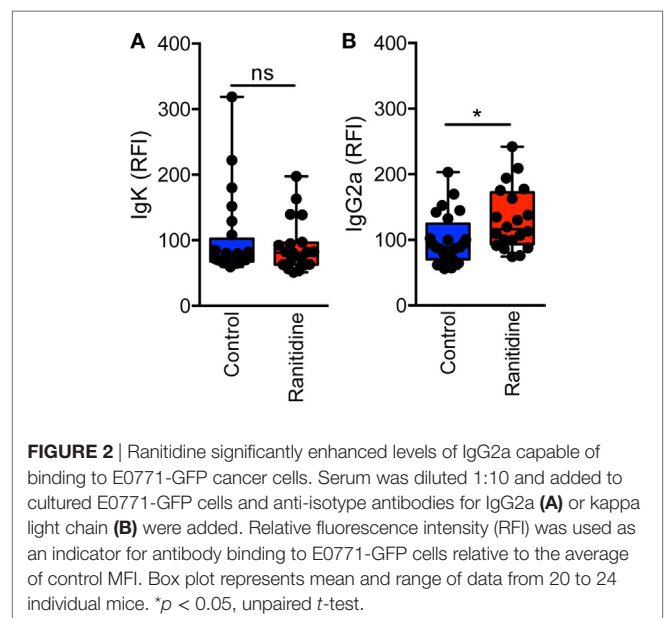 A
B
400
300
200
100
0
IgK (RFI)
ns
Control
Ranitidine
400
300
200
100
0
IgG2a (RFI)
*
Control
Ranitidine
FIGURE 2 | Ranitidine significantly enhanced levels of IgG2a capable of
binding to E0771-GFP cancer cells. Serum was diluted 1:10 and added to
cultured E0771-GFP cells and anti-isotype antibodies for IgG2a (A) or kappa
light chain (B) were added. Relative fluorescence intensity (RFI) was used as
an indicator for antibody binding to E0771-GFP cells relative to the average
of control MFI. Box plot represents mean and range of data from 20 to 24
individual mice. *p < 0.05, unpaired t-test.